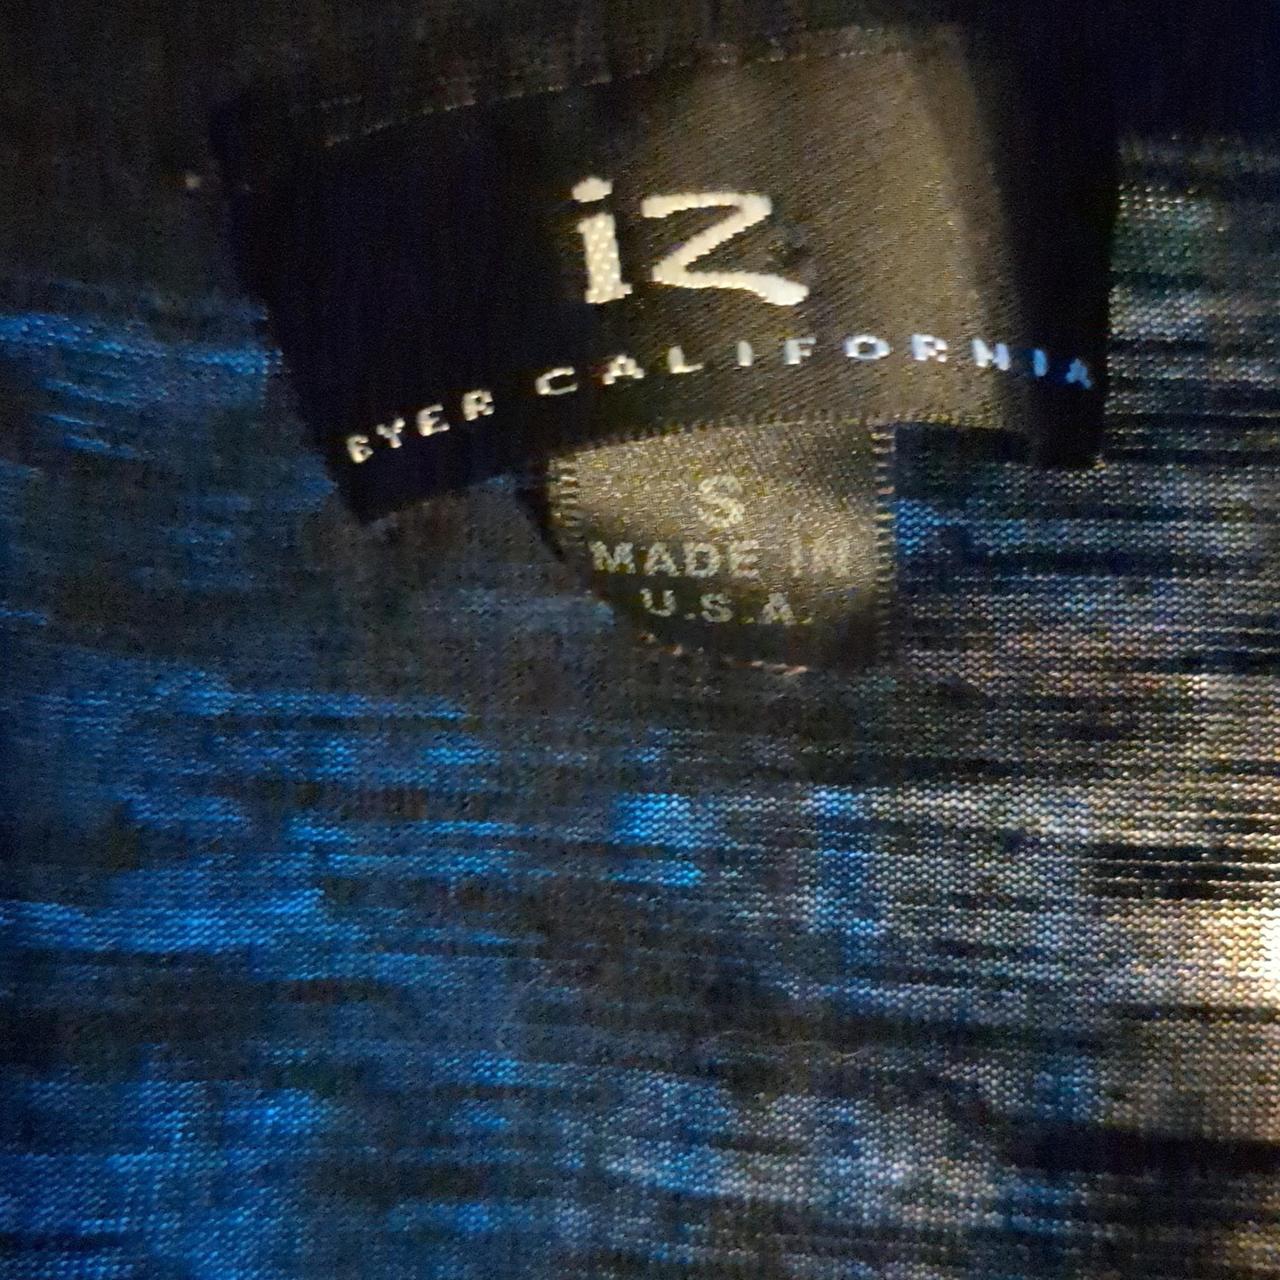 iz
BYER CALIFORNIA
S
MADE IN
U.S.A.